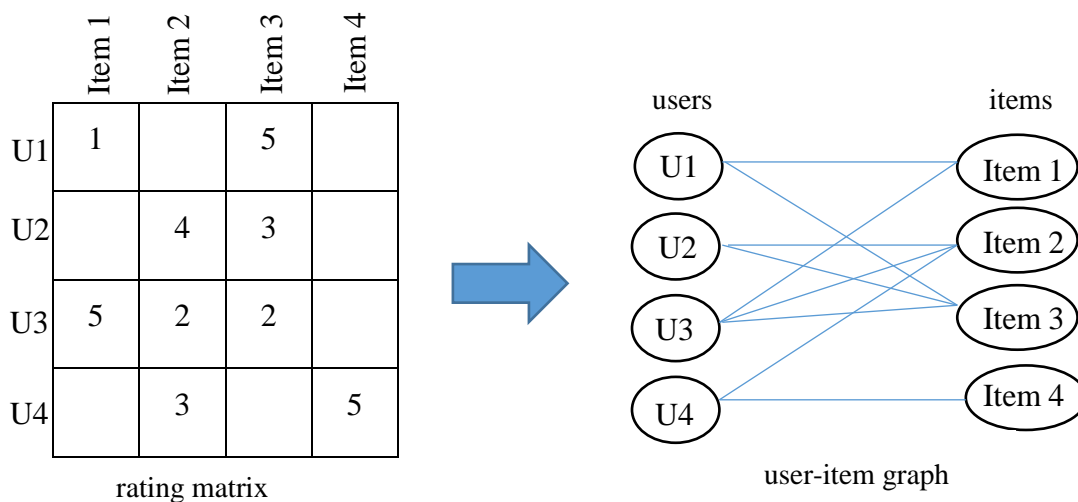 Item 1 Item 2 Item 3 Item 4
U1 1 5
U2 4 3
U3 5 2 2
U4 3 5
rating matrix
users items
U1 Item 1
U2 Item 2
U3 Item 3
U4 Item 4
user-item graph